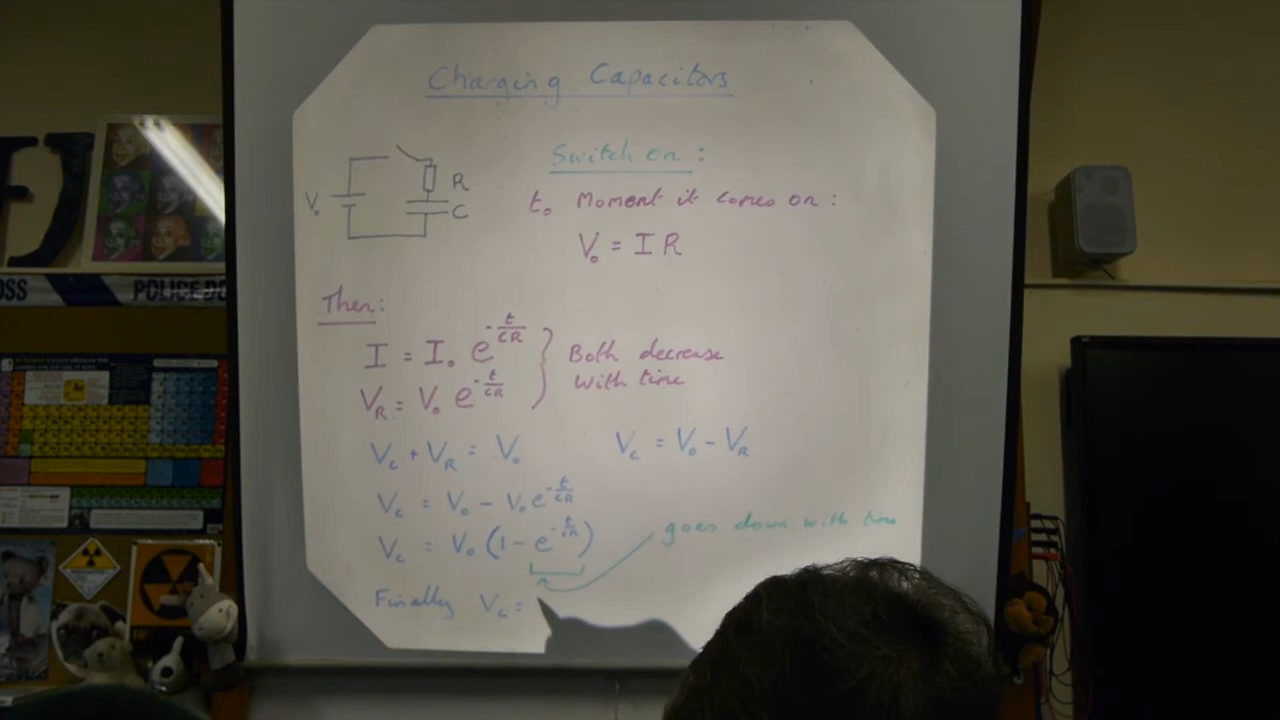 Charging Capacitors
Switch on :
V₀
R
C
t₀ Moment it comes on :
V₀ = I R
Then:
I = I₀ e^(-t/CR)
V_R = V₀ e^(-t/CR)
} Both decrease
with time
V_c + V_R = V₀
V_c = V₀ - V_R
V_c = V₀ - V₀ e^(-t/CR)
V_c = V₀ (1 - e^(-t/CR))
goes down with time
Finally V_c =
POLICE DO